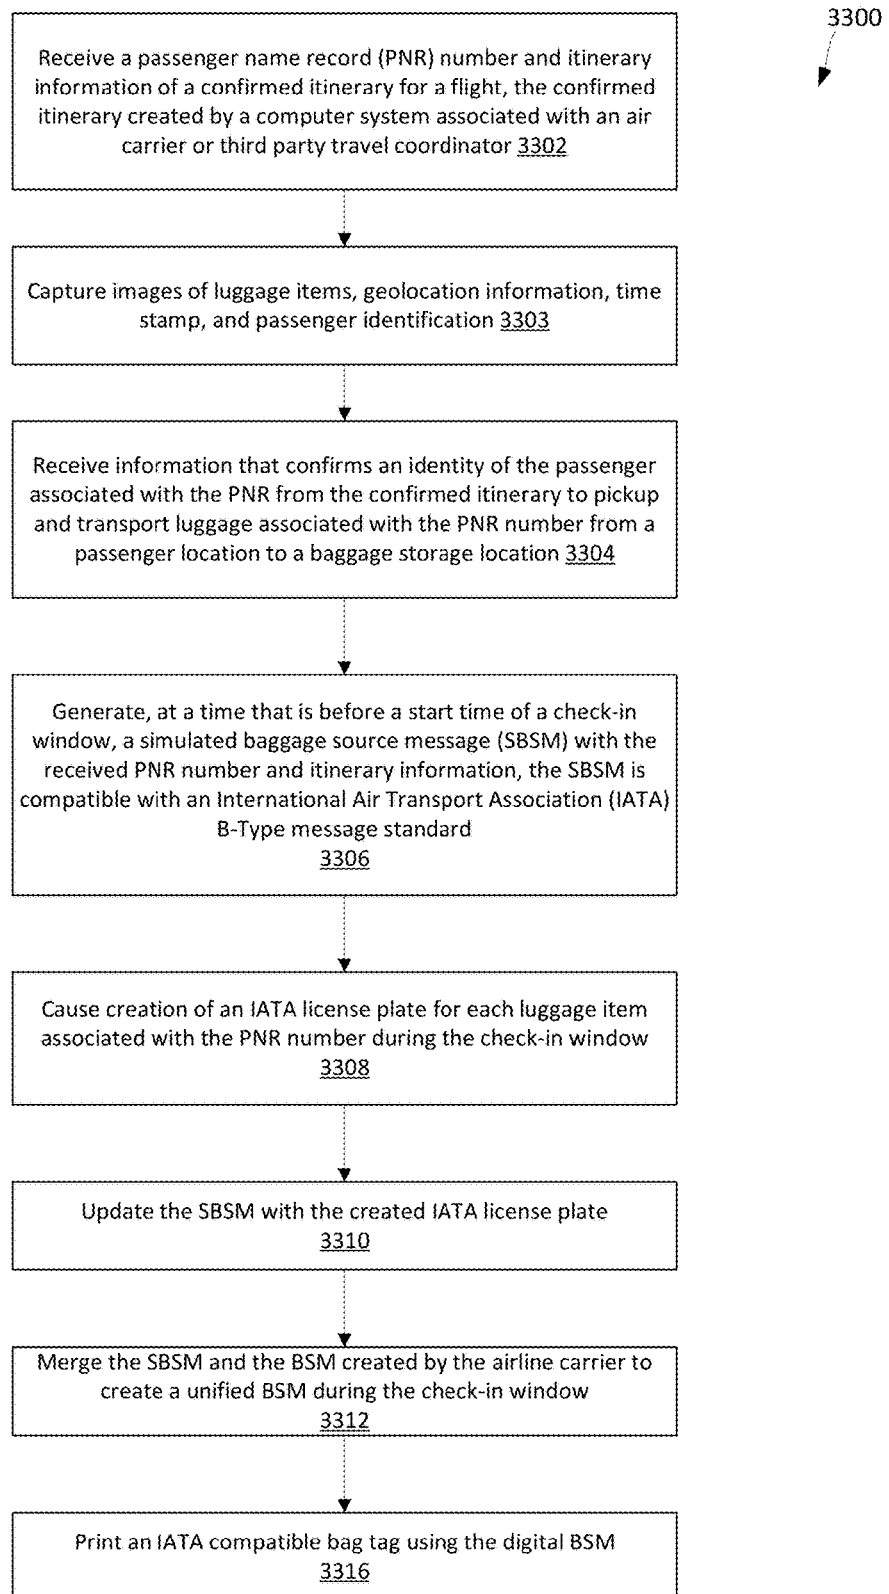 3300
Receive a passenger name record (PNR) number and itinerary
information of a confirmed itinerary for a flight, the confirmed
itinerary created by a computer system associated with an air
carrier or third party travel coordinator 3302
Capture images of luggage items, geolocation information, time
stamp, and passenger identification 3303
Receive information that confirms an identity of the passenger
associated with the PNR from the confirmed itinerary to pickup
and transport luggage associated with the PNR number from a
passenger location to a baggage storage location 3304
Generate, at a time that is before a start time of a check-in
window, a simulated baggage source message (SBSM) with the
received PNR number and itinerary information, the SBSM is
compatible with an International Air Transport Association (IATA)
B-Type message standard
3306
Cause creation of an IATA license plate for each luggage item
associated with the PNR number during the check-in window
3308
Update the SBSM with the created IATA license plate
3310
Merge the SBSM and the BSM created by the airline carrier to
create a unified BSM during the check-in window
3312
Print an IATA compatible bag tag using the digital BSM
3316